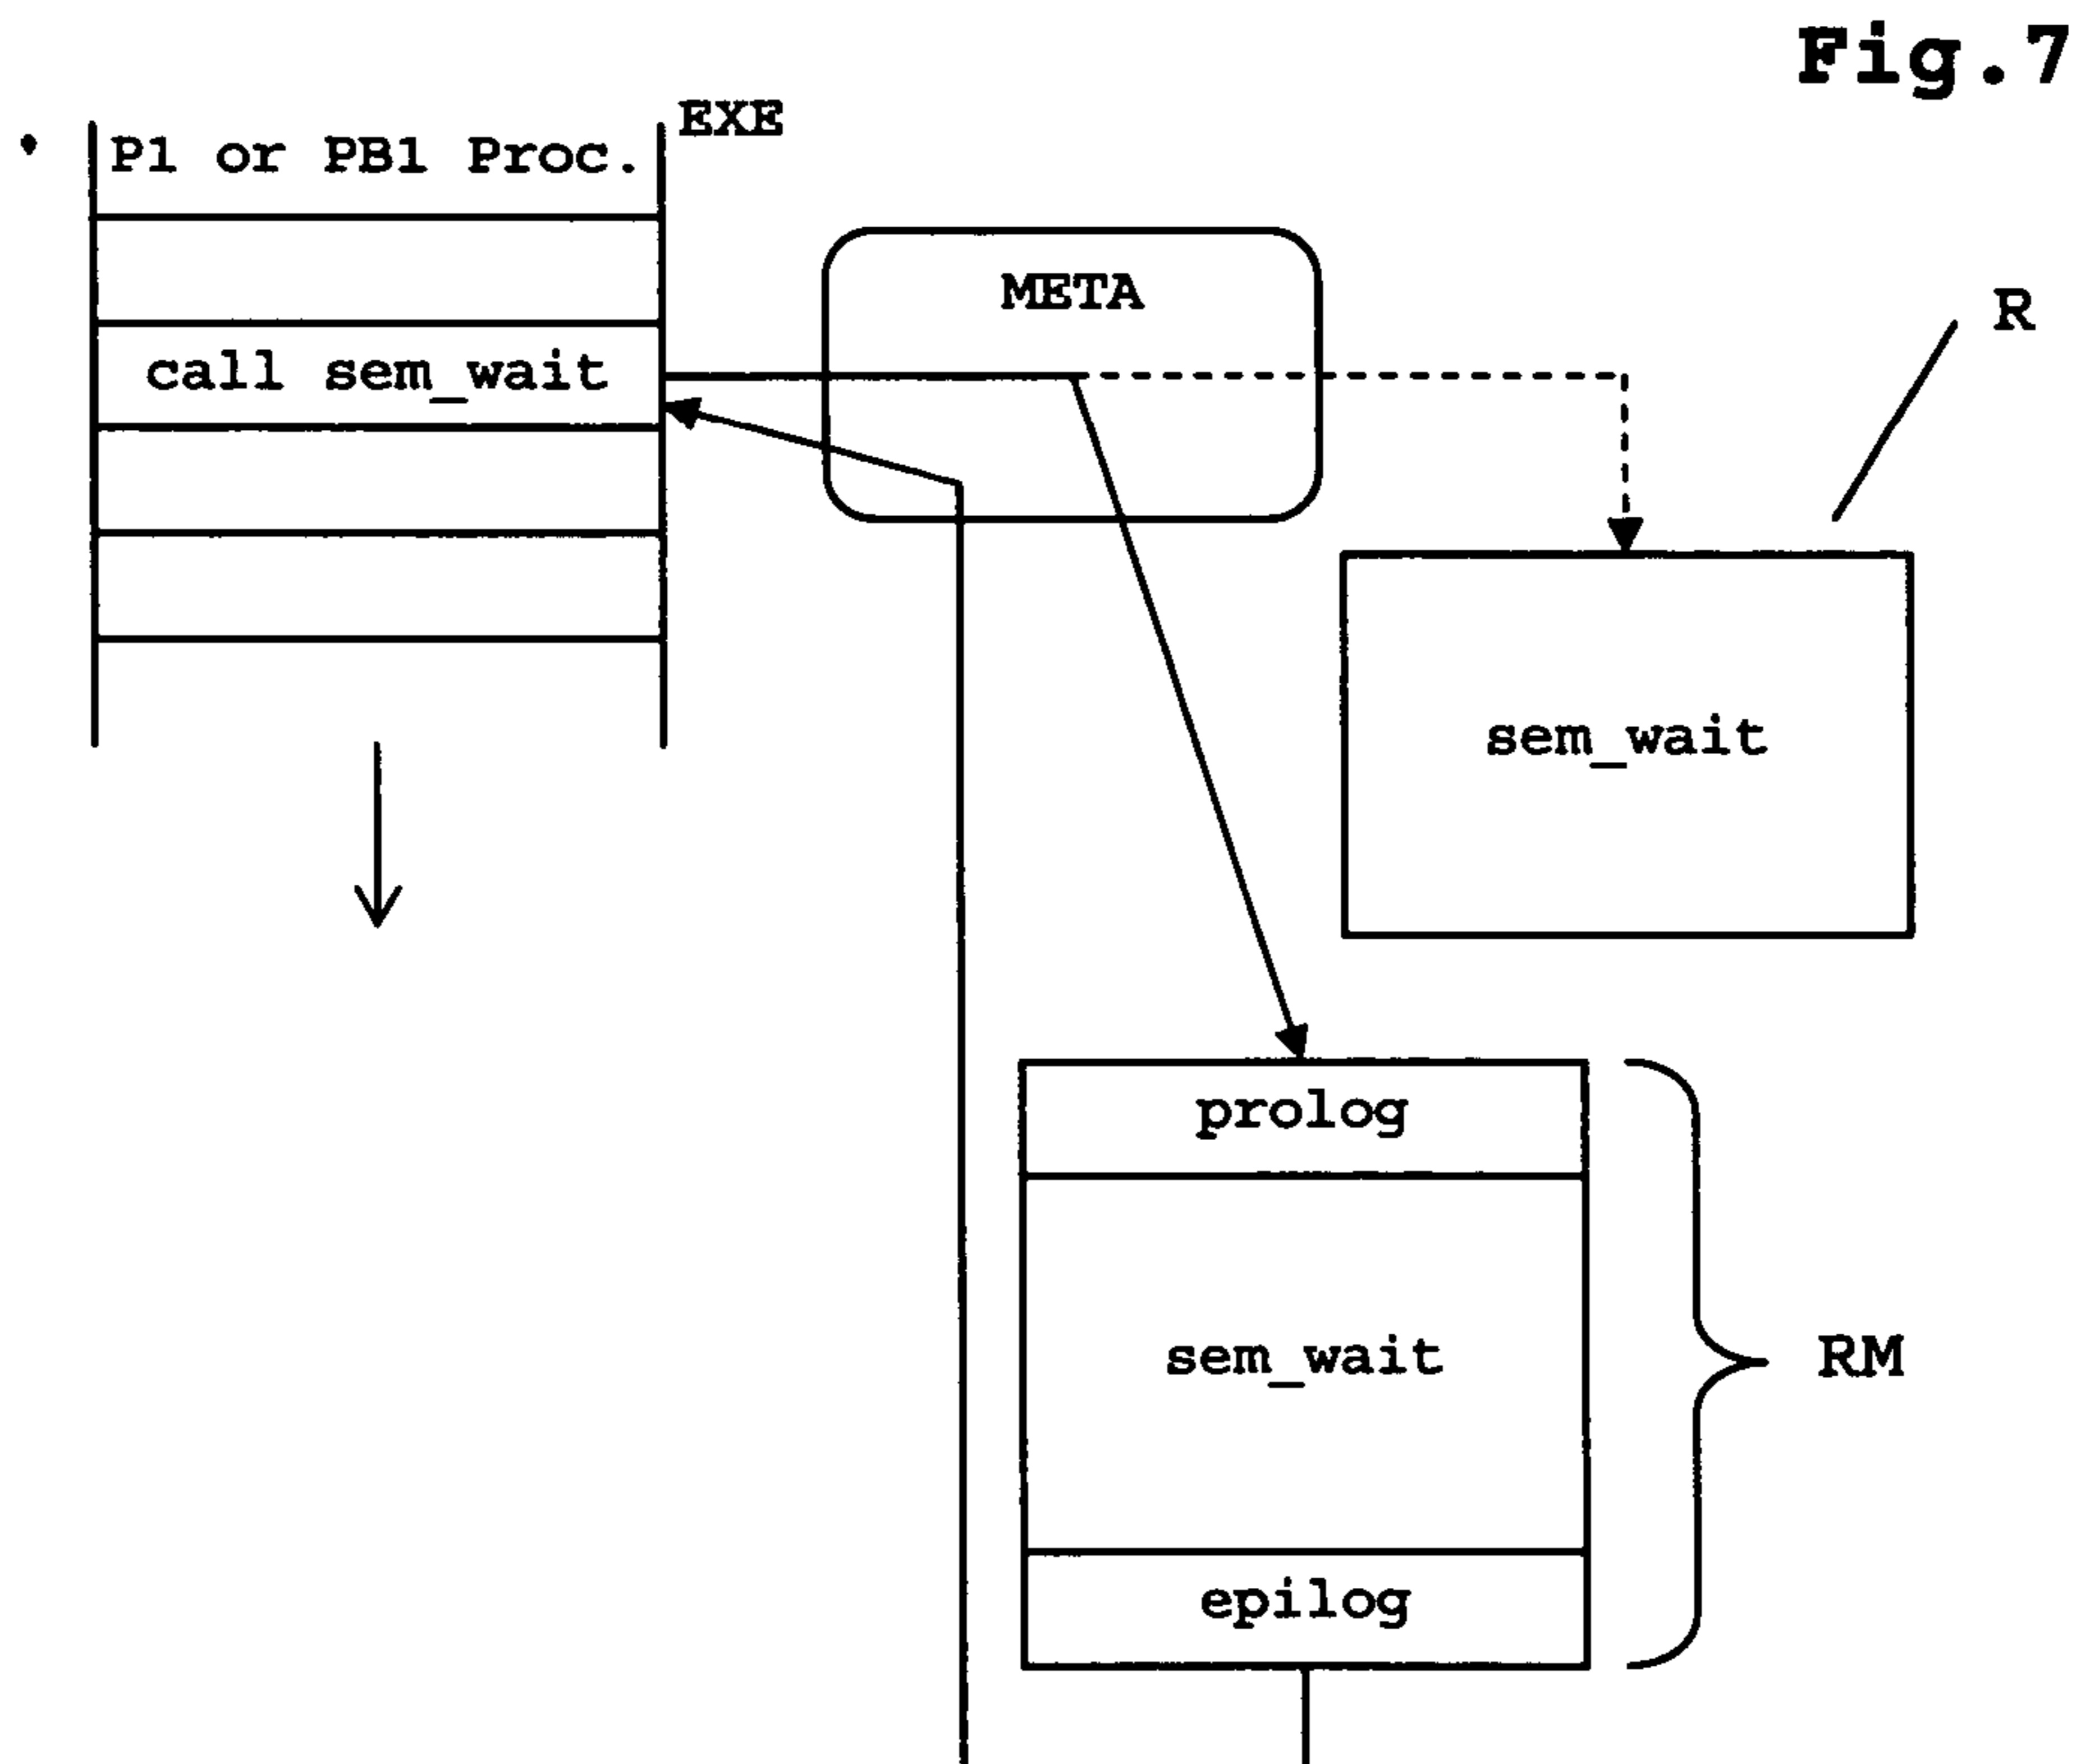 Fig.7
EXE
P1 or PB1 Proc.
META
R
call sem_wait
sem_wait
prolog
sem_wait
RM
epilog